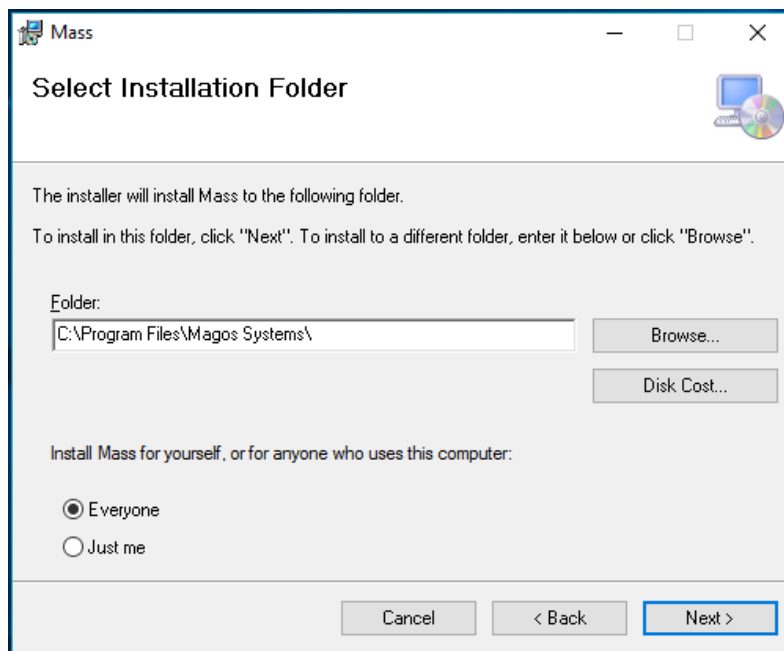 Mass
Select Installation Folder
The installer will install Mass to the following folder.
To install in this folder, click "Next". To install to a different folder, enter it below or click "Browse".
Folder:
C:\Program Files\Magos Systems\
Browse...
Disk Cost...
Install Mass for yourself, or for anyone who uses this computer:
Everyone
Just me
Cancel
< Back
Next >